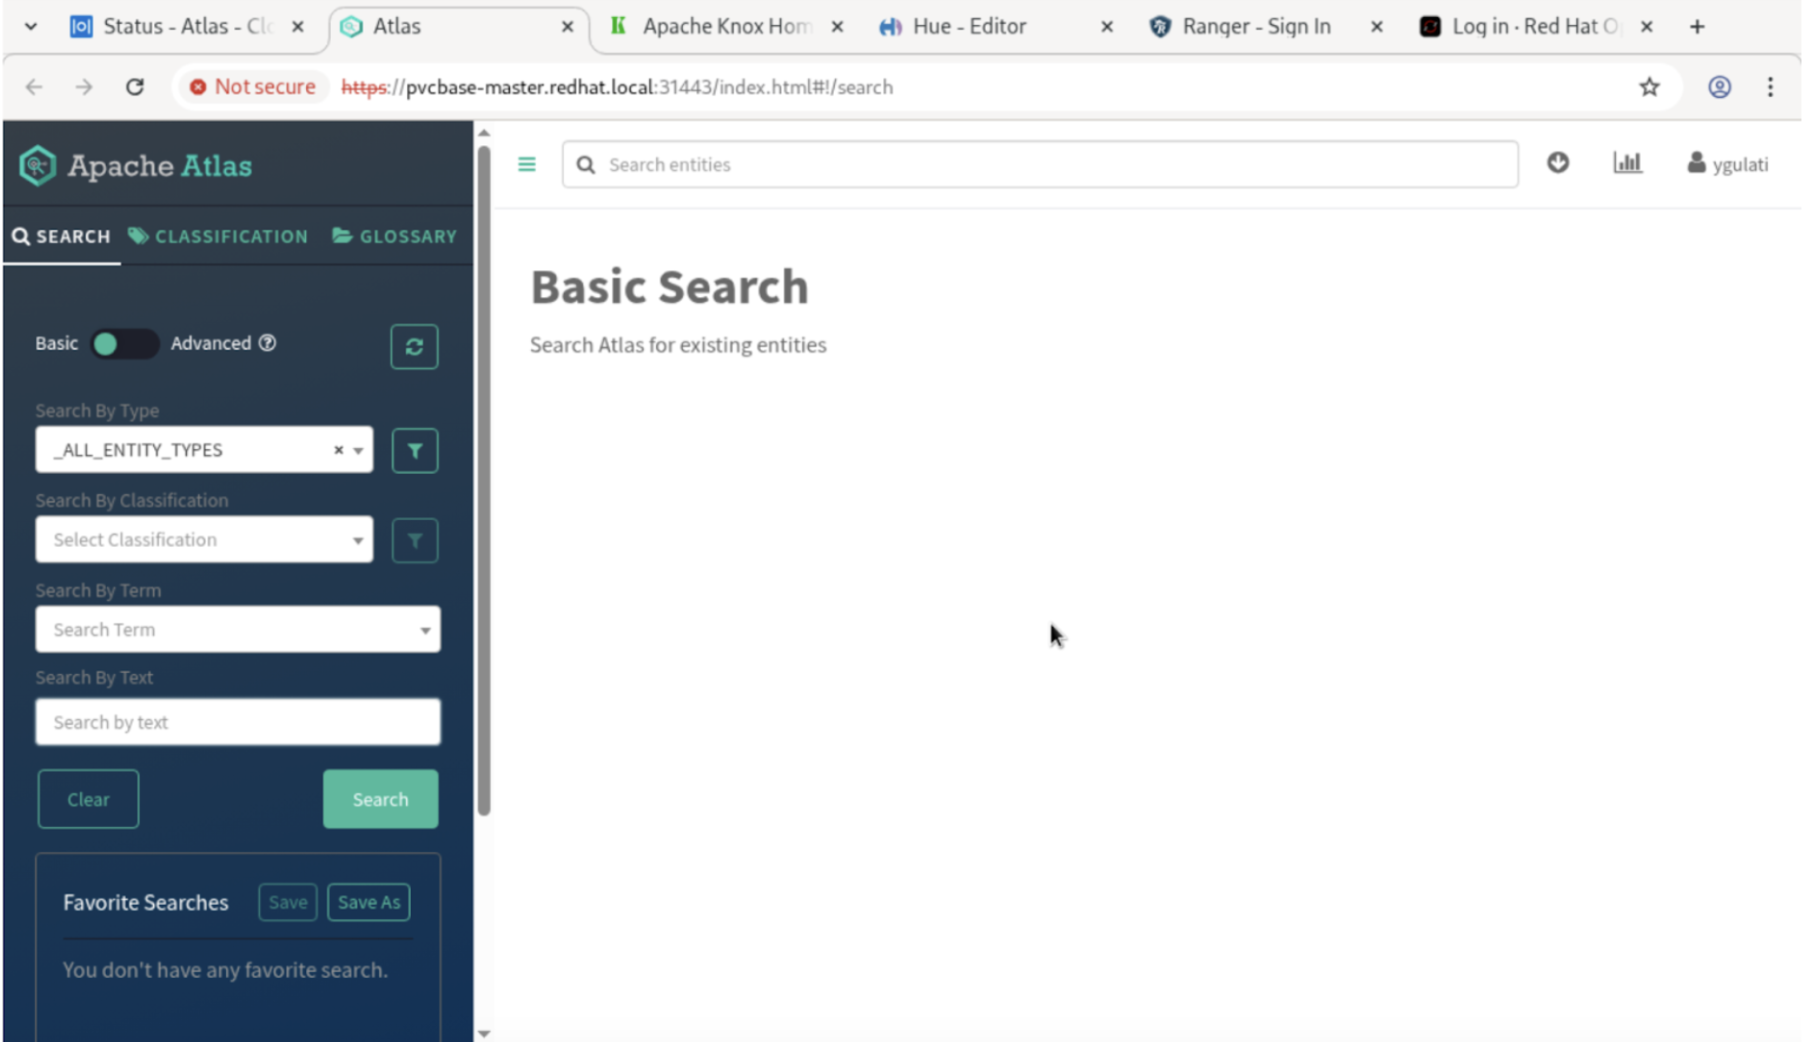 Status - Atlas - Clo
Atlas
Apache Knox Hom
Hue - Editor
Ranger - Sign In
Log in · Red Hat O
Not secure
https://pvcbase-master.redhat.local:31443/index.html#!/search
Apache Atlas
Search entities
ygulati
SEARCH
CLASSIFICATION
GLOSSARY
Basic Search
Search Atlas for existing entities
Basic
Advanced
Search By Type
_ALL_ENTITY_TYPES
Search By Classification
Select Classification
Search By Term
Search Term
Search By Text
Search by text
Clear
Search
Favorite Searches
Save
Save As
You don't have any favorite search.